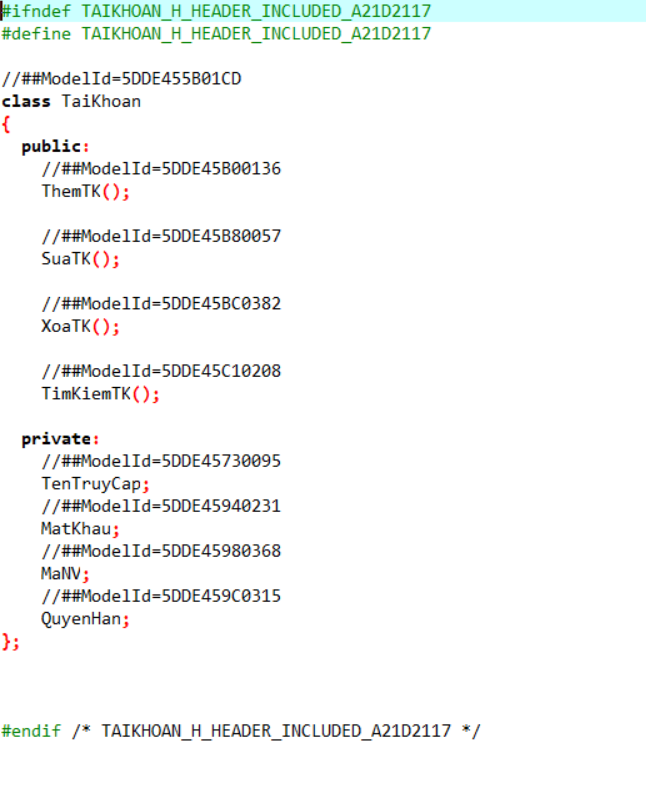 #ifndef TAIKHOAN_H_HEADER_INCLUDED_A21D2117
#define TAIKHOAN_H_HEADER_INCLUDED_A21D2117
//##ModelId=5DDE455B01CD
class TaiKhoan
{
public:
//##ModelId=5DDE45B00136
ThemTK();
//##ModelId=5DDE45B80057
SuaTK();
//##ModelId=5DDE45BC0382
XoaTK();
//##ModelId=5DDE45C10208
TimKiemTK();
private:
//##ModelId=5DDE45730095
TenTruyCap;
//##ModelId=5DDE45940231
MatKhau;
//##ModelId=5DDE45980368
MaNV;
//##ModelId=5DDE459C0315
QuyenHan;
};
#endif /* TAIKHOAN_H_HEADER_INCLUDED_A21D2117 */